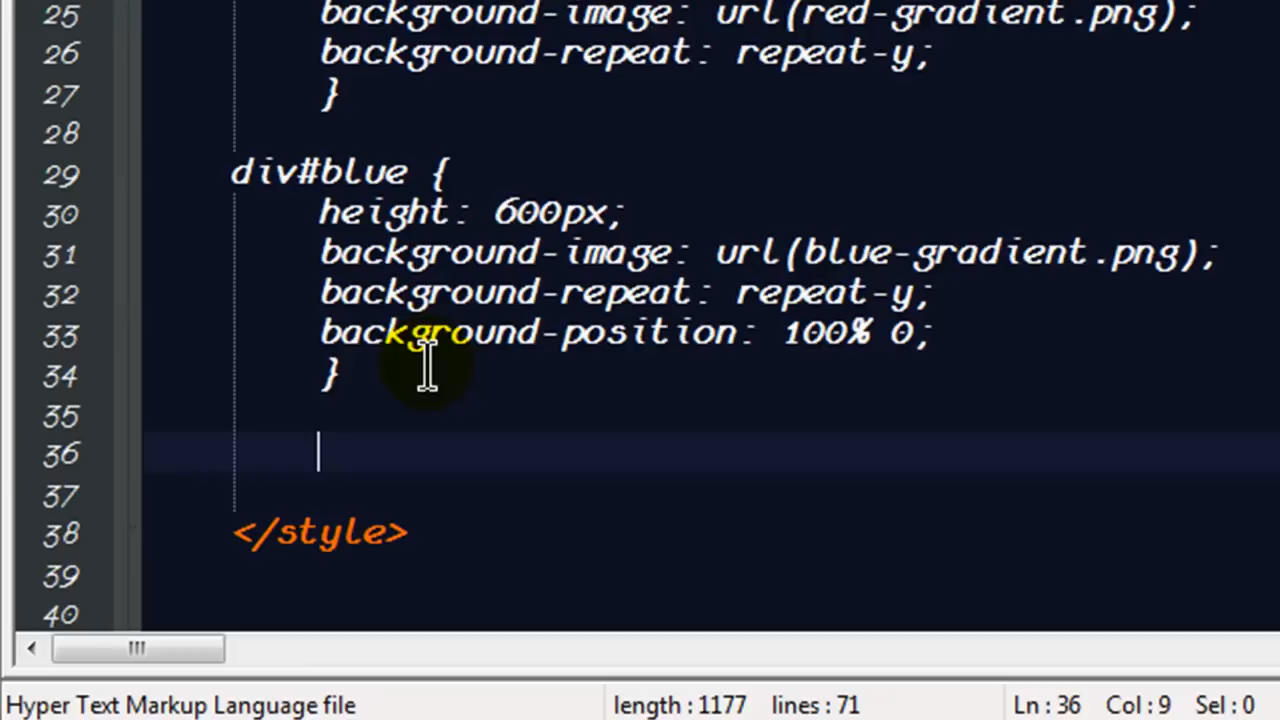 25 background-image: url(red-gradient.png);
26 background-repeat: repeat-y;
27 }
28
29 div#blue {
30 height: 600px;
31 background-image: url(blue-gradient.png);
32 background-repeat: repeat-y;
33 background-position: 100% 0;
34 }
35
36
37
38 </style>
39
40
Hyper Text Markup Language file length : 1177 lines : 71 Ln : 36 Col : 9 Sel : 0